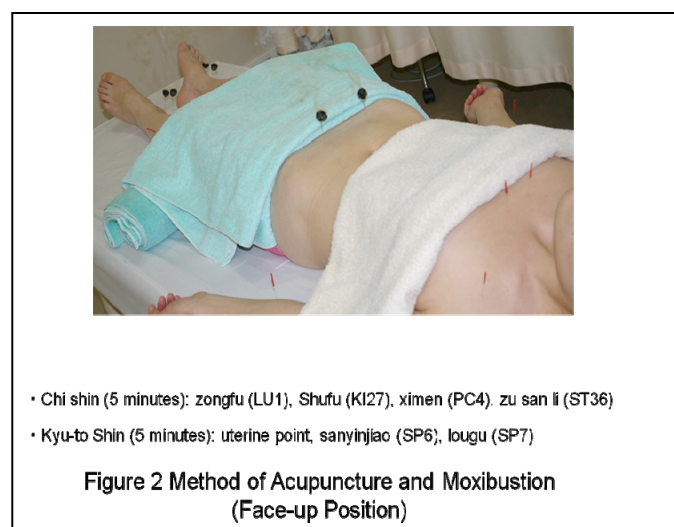 ・Chi shin (5 minutes): zongfu (LU1), Shufu (KI27), ximen (PC4). zu san li (ST36)
・Kyu-to Shin (5 minutes): uterine point, sanyinjiao (SP6), lougu (SP7)
Figure 2 Method of Acupuncture and Moxibustion
(Face-up Position)